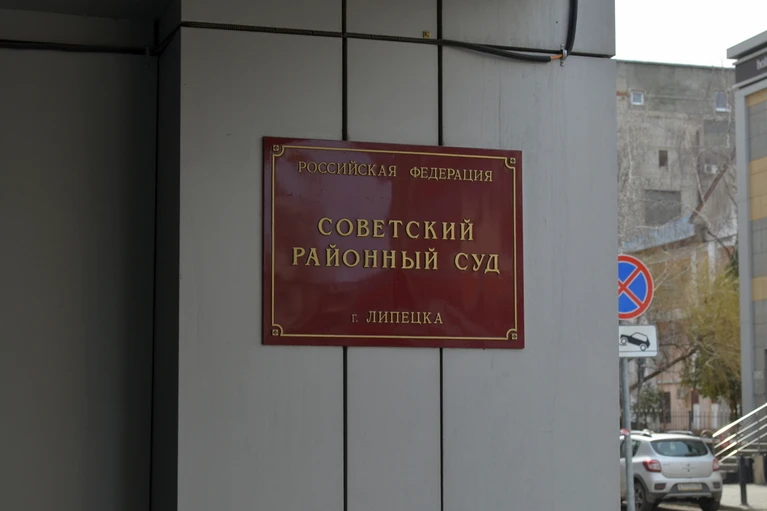 РОССИЙСКАЯ ФЕДЕРАЦИЯ
СОВЕТСКИЙ
РАЙОННЫЙ СУД
г. ЛИПЕЦКА